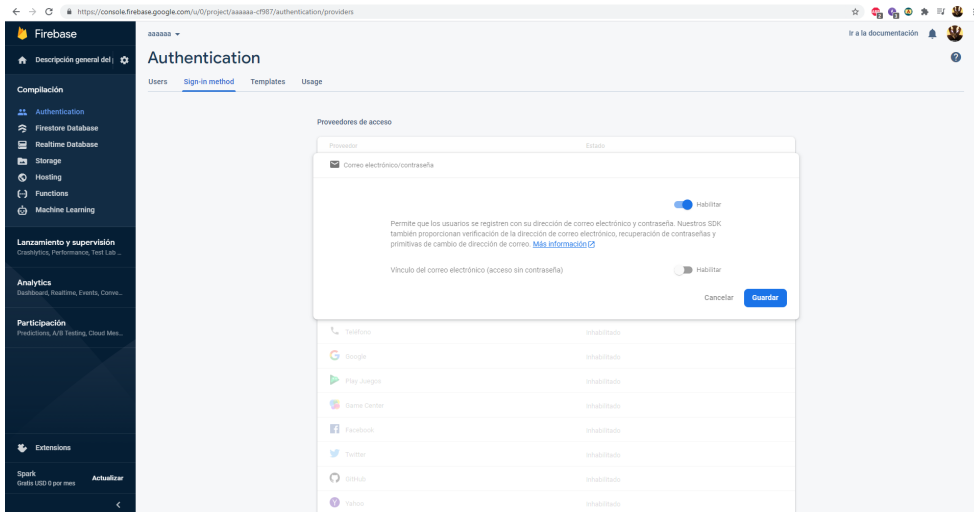 https://console.firebase.google.com/u/0/project/aaaaaa-cf987/authentication/providers
Firebase
aaaaaa
Ir a la documentación
Descripción general del
Authentication
Users Sign-in method Templates Usage
Compilación
Authentication
Firestore Database
Realtime Database
Storage
Hosting
Functions
Machine Learning
Lanzamiento y supervisión
Crashlytics, Performance, Test Lab ...
Analytics
Dashboard, Realtime, Events, Conve...
Participación
Predictions, A/B Testing, Cloud Mes...
Extensions
Spark
Gratis USD 0 por mes
Actualizar
Proveedores de acceso
Proveedor Estado
Correo electrónico/contraseña
Habilitar
Permite que los usuarios se registren con su dirección de correo electrónico y contraseña. Nuestros SDK
también proporcionan verificación de la dirección de correo electrónico, recuperación de contraseñas y
primitivas de cambio de dirección de correo. Más información
Vínculo del correo electrónico (acceso sin contraseña) Habilitar
Cancelar Guardar
Teléfono Inhabilitado
Google Inhabilitado
Play Juegos Inhabilitado
Game Center Inhabilitado
Facebook Inhabilitado
Twitter Inhabilitado
GitHub Inhabilitado
Yahoo Inhabilitado